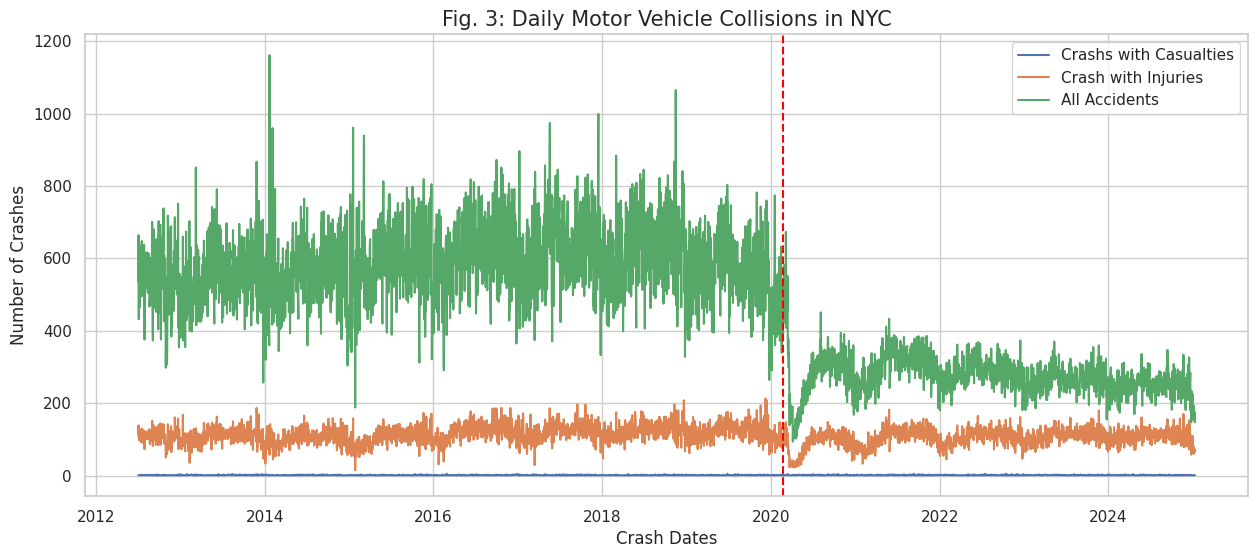 Fig. 3: Daily Motor Vehicle Collisions in NYC
1200
1000
800
600
400
200
0
Number of Crashes
Crashs with Casualties
Crash with Injuries
All Accidents
2012 2014 2016 2018 2020 2022 2024
Crash Dates